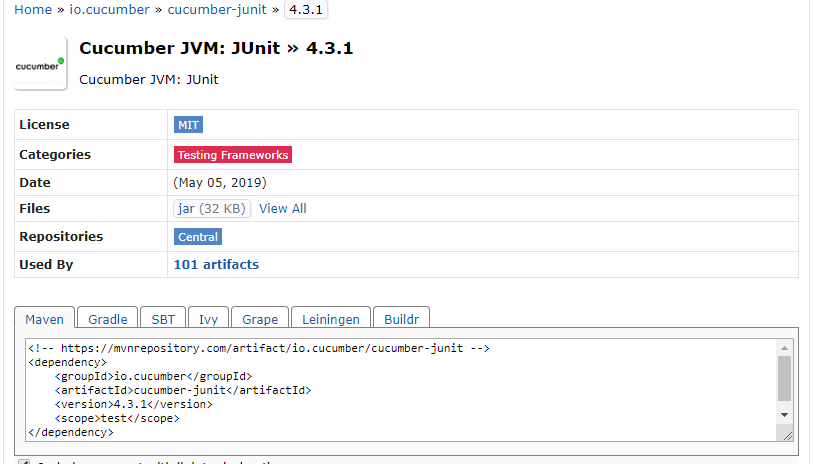 Home » io.cucumber » cucumber-junit » 4.3.1
cucumber
Cucumber JVM: JUnit » 4.3.1
Cucumber JVM: JUnit
License MIT
Categories Testing Frameworks
Date (May 05, 2019)
Files jar (32 KB) View All
Repositories Central
Used By 101 artifacts
Maven Gradle SBT Ivy Grape Leiningen Buildr
<!-- https://mvnrepository.com/artifact/io.cucumber/cucumber-junit -->
<dependency>
    <groupId>io.cucumber</groupId>
    <artifactId>cucumber-junit</artifactId>
    <version>4.3.1</version>
    <scope>test</scope>
</dependency>